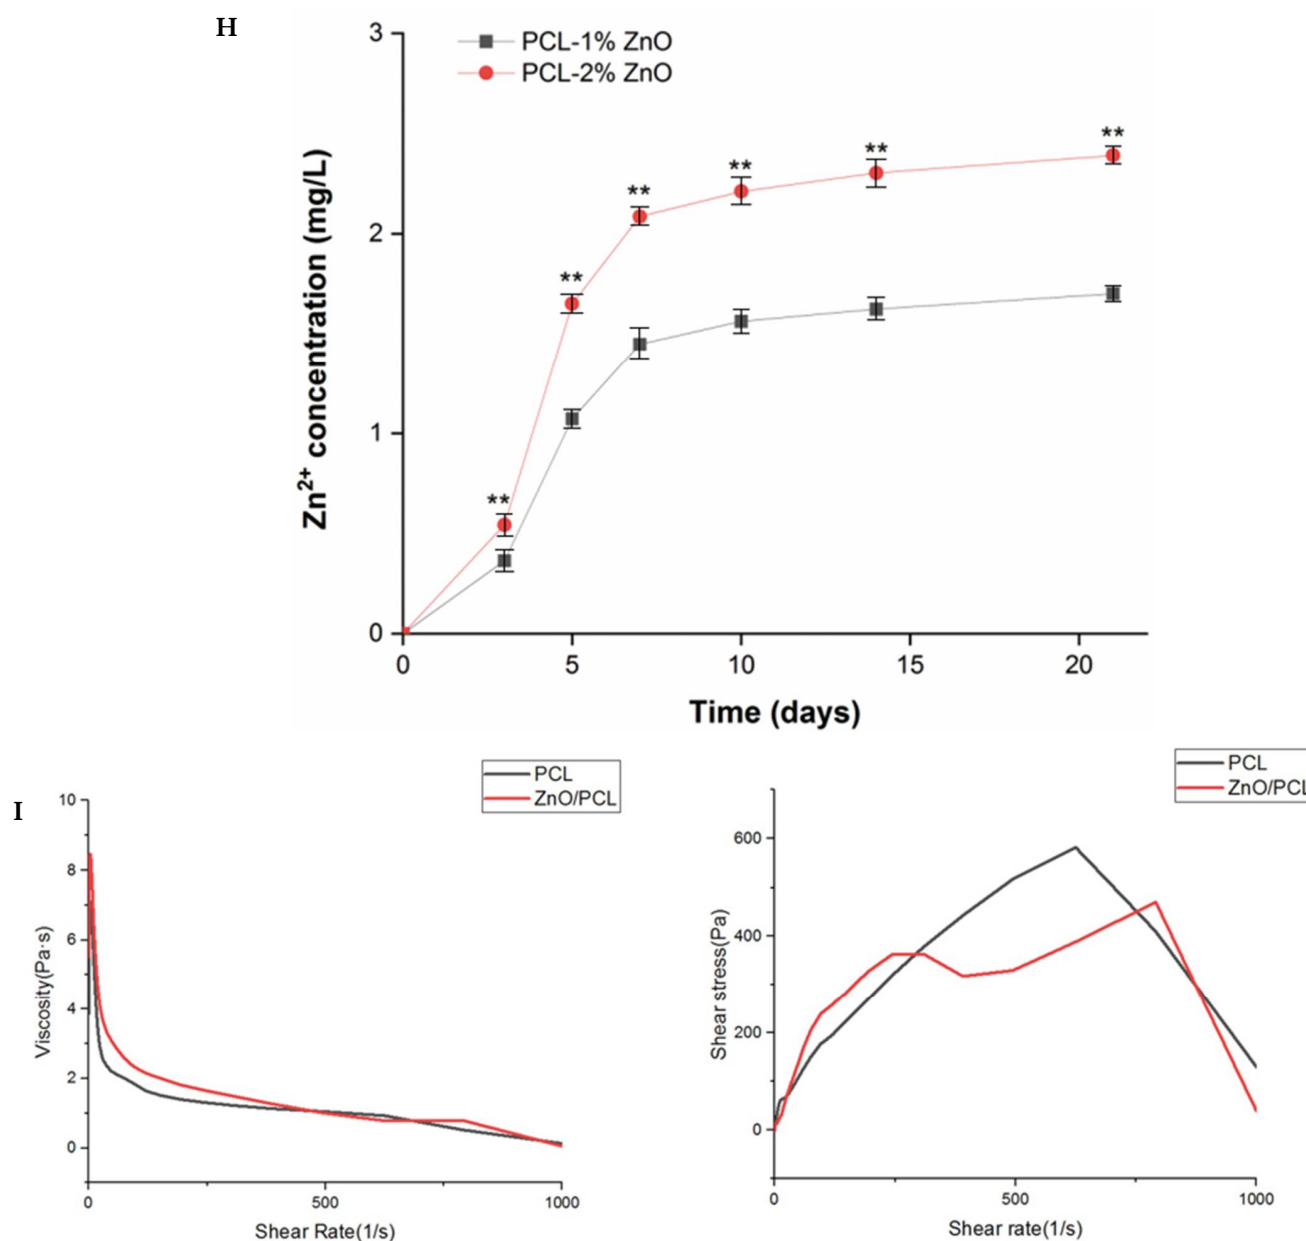 H
PCL-1% ZnO
PCL-2% ZnO
3
2
1
0
Zn²⁺ concentration (mg/L)
**
**
**
**
**
**
0 5 10 15 20
Time (days)
I
PCL
ZnO/PCL
10
8
6
4
2
0
Viscosity(Pa·s)
0 500 1000
Shear Rate(1/s)
PCL
ZnO/PCL
600
400
200
0
Shear stress(Pa)
0 500 1000
Shear rate(1/s)